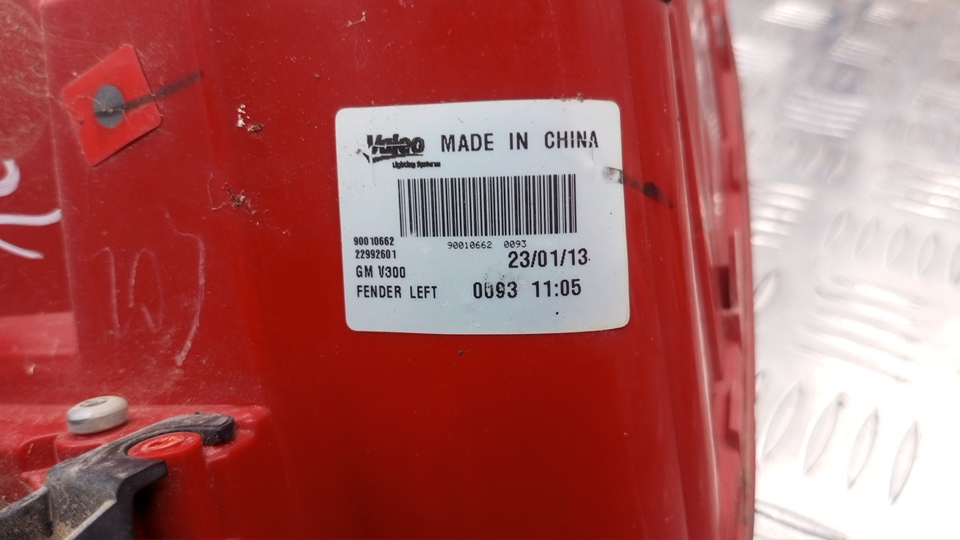 Valeo MADE IN CHINA
Lighting Systems
90010662 0093
90010662
22992601
23/01/13
GM V300
FENDER LEFT 0093 11:05